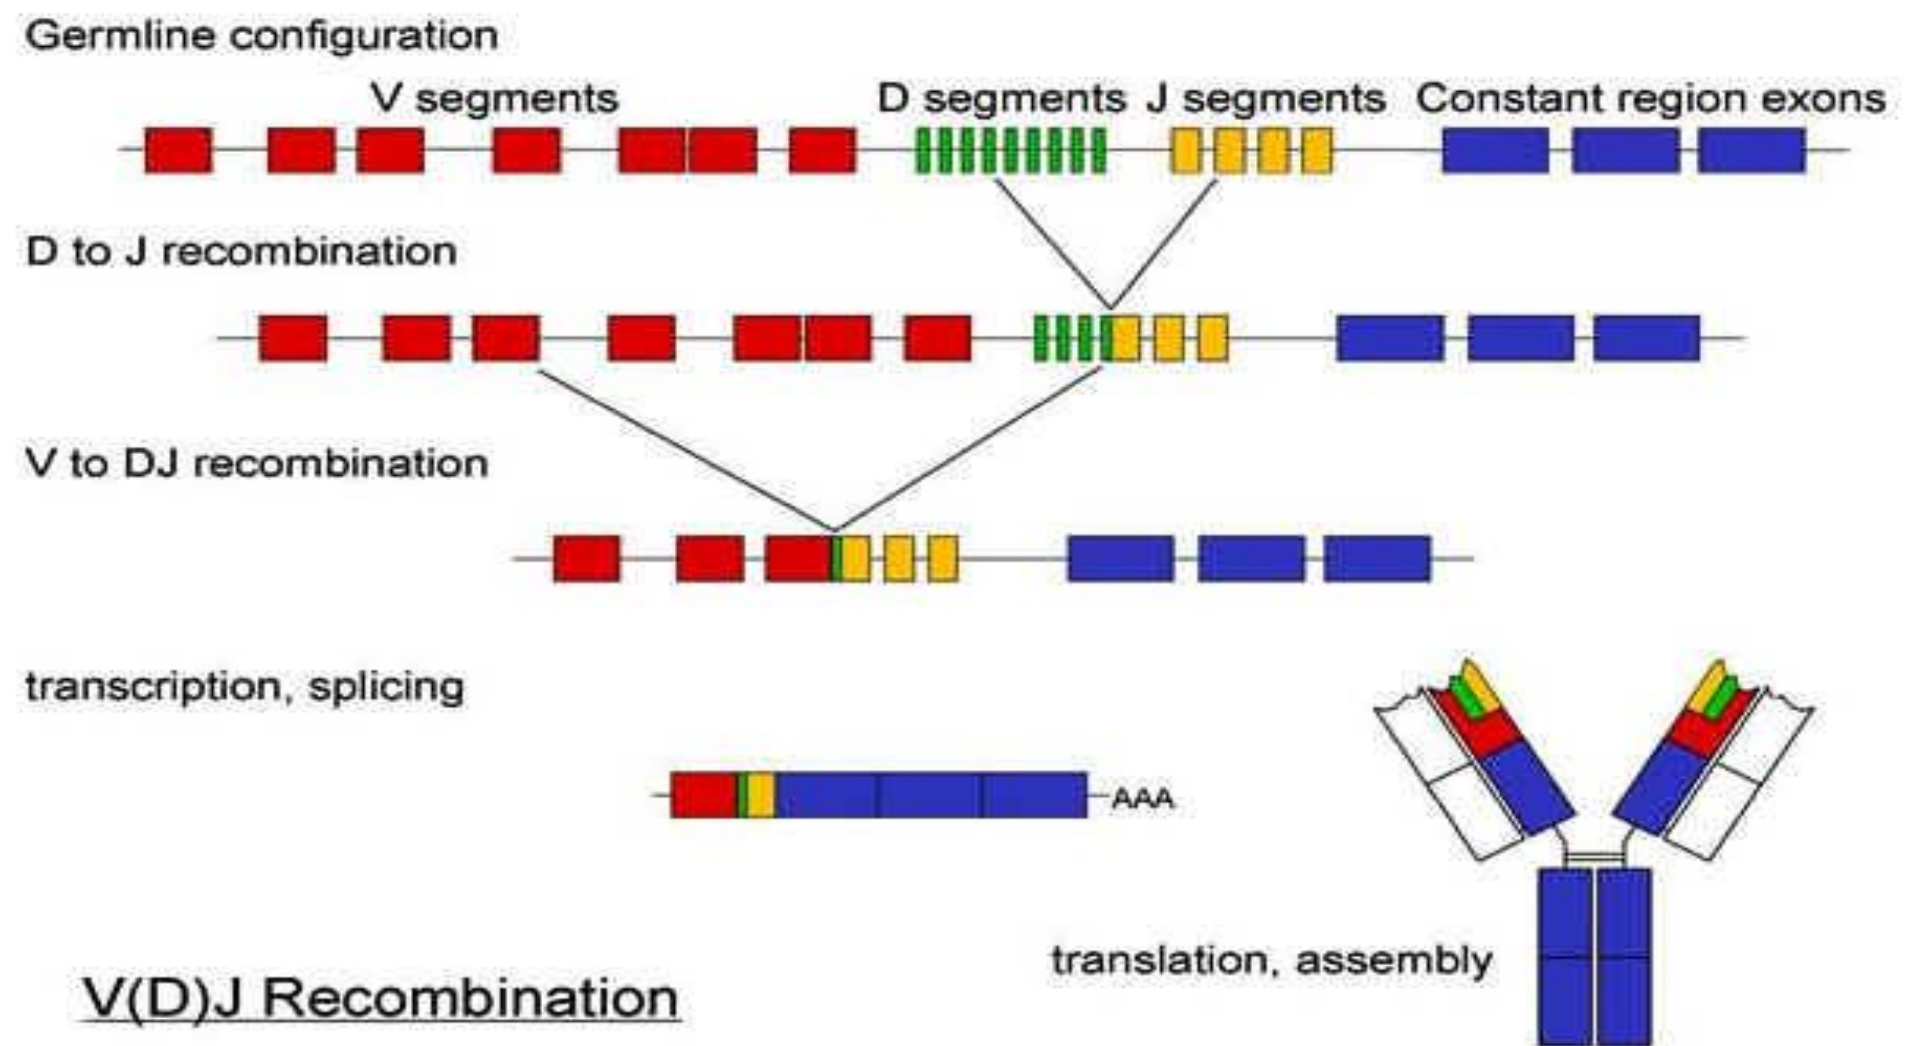 Germline configuration
V segments
D segments
J segments
Constant region exons
D to J recombination
V to DJ recombination
transcription, splicing
AAA
translation, assembly
V(D)J Recombination